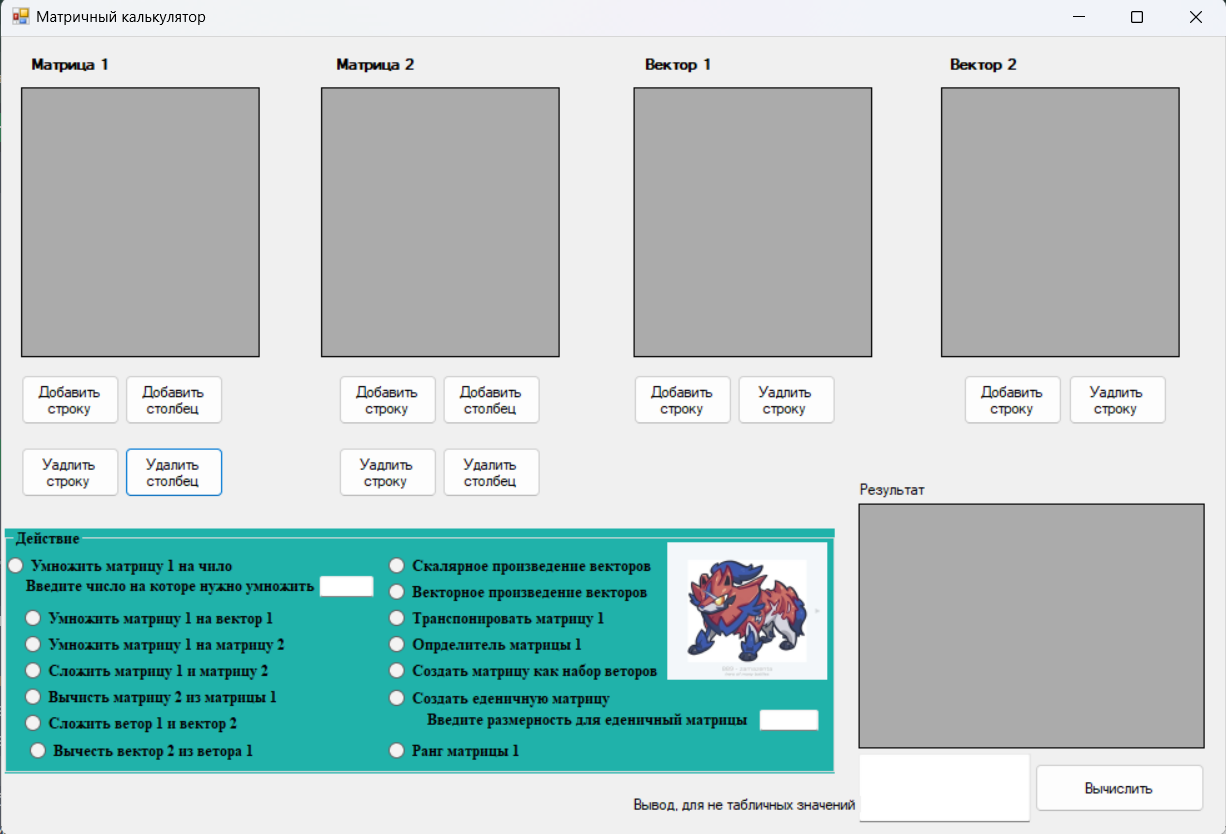 Матричный калькулятор
Матрица 1
Матрица 2
Вектор 1
Вектор 2
Добавить
строку
Добавить
столбец
Добавить
строку
Добавить
столбец
Добавить
строку
Уадлить
строку
Добавить
строку
Уадлить
строку
Уадлить
строку
Удалить
столбец
Уадлить
строку
Удалить
столбец
Результат
Действие
Умножить матрицу 1 на чило
Введите число на которе нужно умножить
Умножить матрицу 1 на вектор 1
Умножить матрицу 1 на матрицу 2
Сложить матрицу 1 и матрицу 2
Вычисть матрицу 2 из матрицы 1
Сложить ветор 1 и вектор 2
Вычесть вектор 2 из ветора 1
Скалярное произведение векторов
Векторное произведение векторов
Транспонировать матрицу 1
Опрделитель матрицы 1
Создать матрицу как набор веторов
Создать еденичную матрицу
Введите размерность для еденичный матрицы
Ранг матрицы 1
Вывод, для не табличных значений
Вычислить